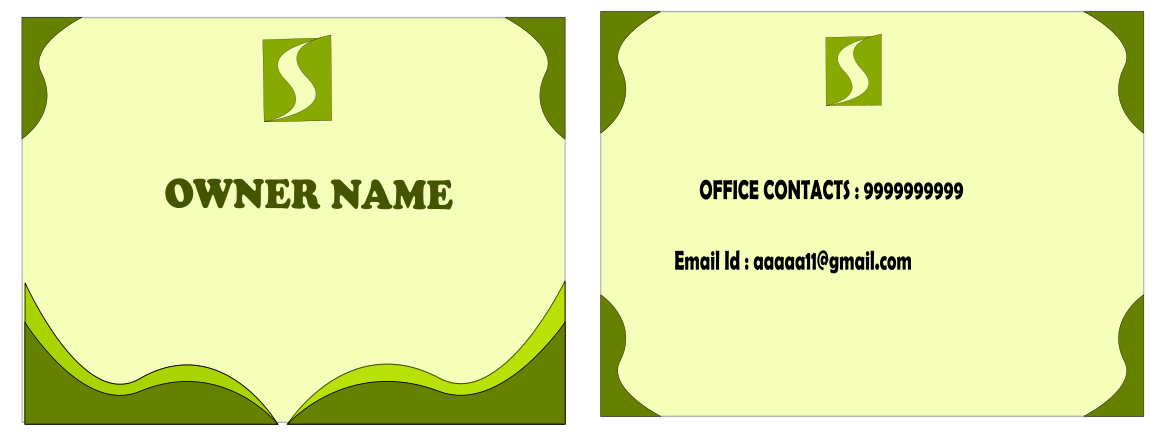 S
OWNER NAME
S
OFFICE CONTACTS : 9999999999
Email Id : aaaaa11@gmail.com